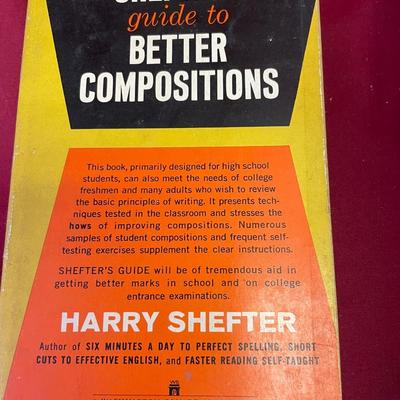 guide to
BETTER
COMPOSITIONS
This book, primarily designed for high school
students, can also meet the needs of college
freshmen and many adults who wish to review
the basic principles of writing. It presents tech-
niques tested in the classroom and stresses the
hows of improving compositions. Numerous
samples of student compositions and frequent self-
testing exercises supplement the clear instructions.
SHEFTER'S GUIDE will be of tremendous aid in
getting better marks in school and on college
entrance examinations.
HARRY SHEFTER
Author of SIX MINUTES A DAY TO PERFECT SPELLING, SHORT
CUTS TO EFFECTIVE ENGLISH, and FASTER READING SELF-TAUGHT